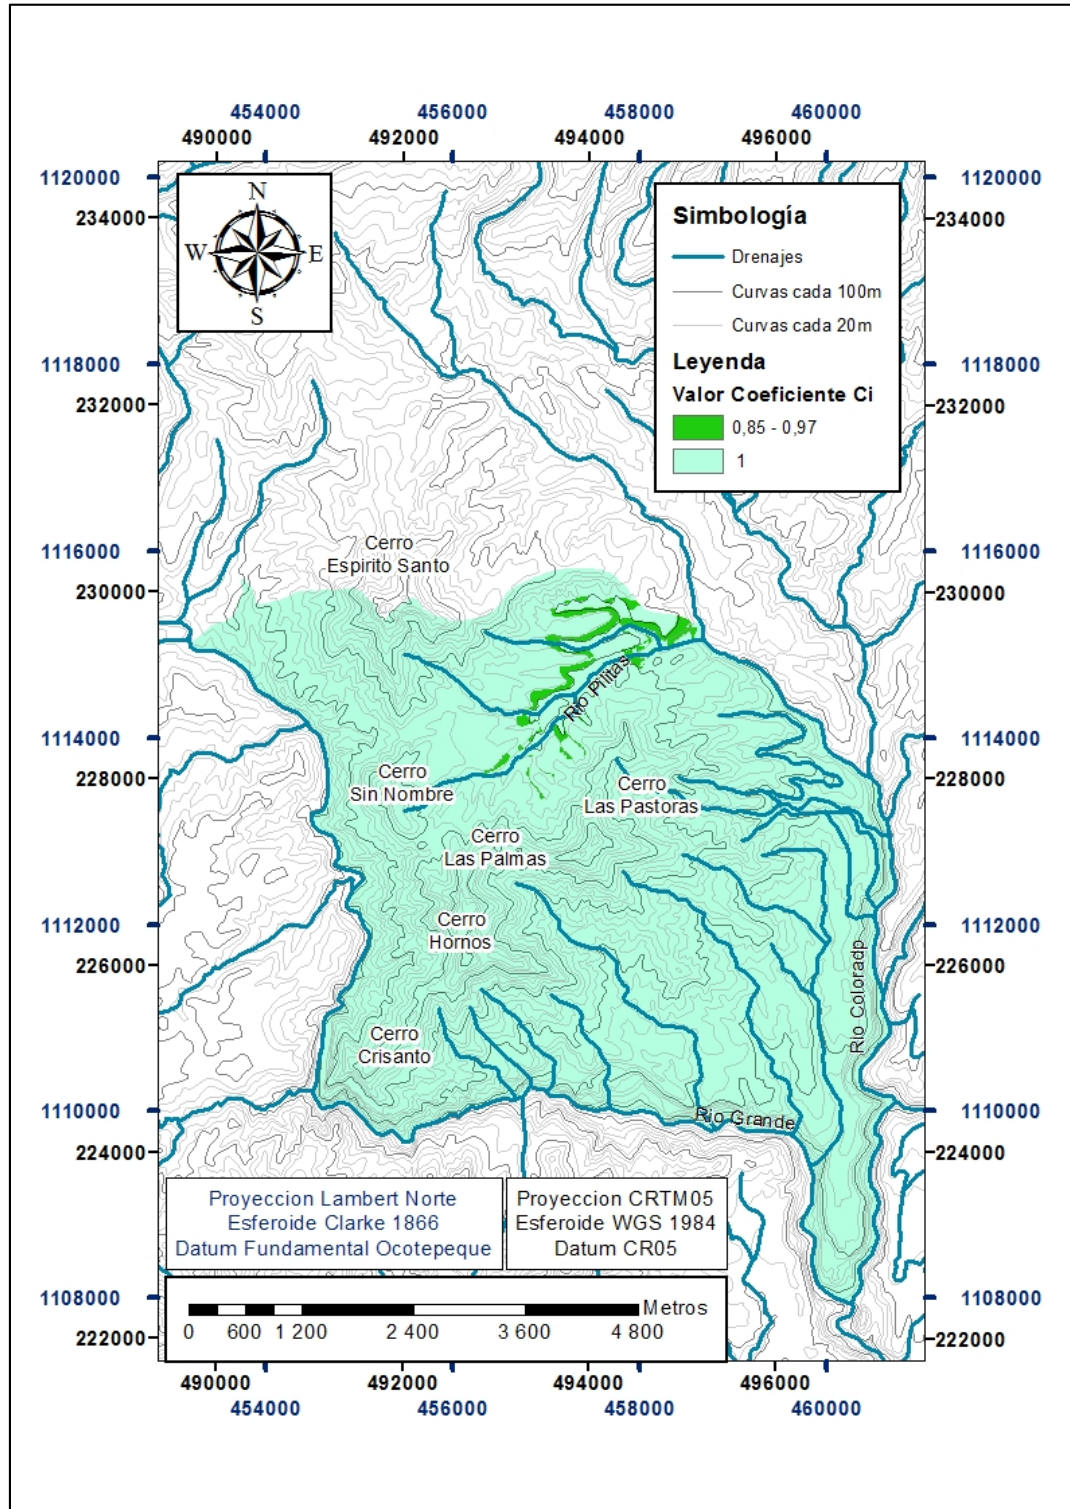 454000 456000 458000 460000
490000 492000 494000 496000
1120000 1120000
234000 234000
1118000 1118000
232000 232000
1116000 1116000
230000 230000
1114000 1114000
228000 228000
1112000 1112000
226000 226000
1110000 1110000
224000 224000
1108000 1108000
222000 222000
N
W E
S
Simbología
Drenajes
Curvas cada 100m
Curvas cada 20m
Leyenda
Valor Coeficiente Ci
0,85 - 0,97
1
Cerro
Espirito Santo
Rio Pilitas
Cerro
Sin Nombre
Cerro
Las Pastoras
Cerro
Las Palmas
Cerro
Hornos
Rio Coloradp
Cerro
Crisanto
Rio Grande
Proyeccion Lambert Norte
Esferoide Clarke 1866
Datum Fundamental Ocotepeque
Proyeccion CRTM05
Esferoide WGS 1984
Datum CR05
Metros
0 600 1 200 2 400 3 600 4 800
490000 492000 494000 496000
454000 456000 458000 460000